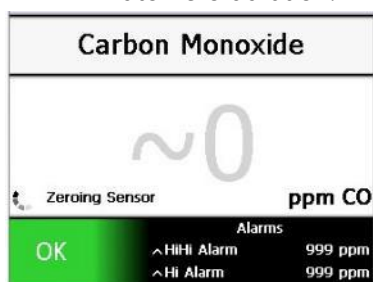 Carbon Monoxide
~0
Zeroing Sensor
ppm CO
Alarms
OK
^HiHi Alarm 999 ppm
^Hi Alarm 999 ppm